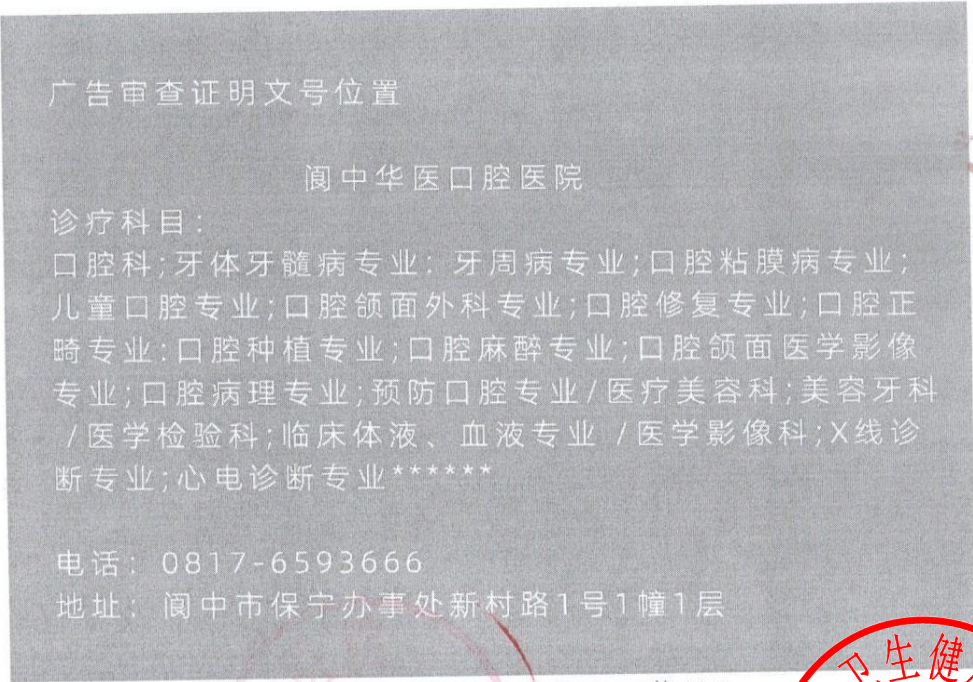 广告审查证明文号位置
阆中华医口腔医院
诊疗科目:
口腔科;牙体牙髓病专业: 牙周病专业;口腔粘膜病专业;
儿童口腔专业;口腔颌面外科专业;口腔修复专业,口腔正
畸专业:口腔种植专业;口腔麻醉专业;口腔颌面医学影像
专业;口腔病理专业;预防口腔专业/医疗美容科;美容牙科
/医学检验科;临床体液、血液专业 /医学影像科;X线诊
断专业;心电诊断专业******
电话: 0817-6593666
地址: 阆中市保宁办事处新村路1号1幢1层
卫生健